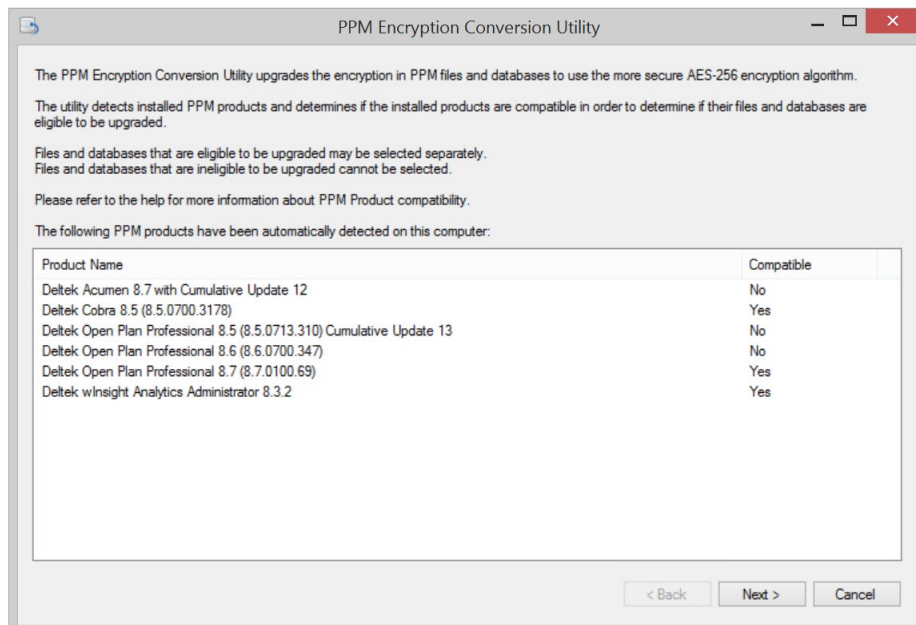 PPM Encryption Conversion Utility
The PPM Encryption Conversion Utility upgrades the encryption in PPM files and databases to use the more secure AES-256 encryption algorithm.
The utility detects installed PPM products and determines if the installed products are compatible in order to determine if their files and databases are
eligible to be upgraded.
Files and databases that are eligible to be upgraded may be selected separately.
Files and databases that are ineligible to be upgraded cannot be selected.
Please refer to the help for more information about PPM Product compatibility.
The following PPM products have been automatically detected on this computer:
Product Name Compatible
Deltek Acumen 8.7 with Cumulative Update 12 No
Deltek Cobra 8.5 (8.5.0700.3178) Yes
Deltek Open Plan Professional 8.5 (8.5.0713.310) Cumulative Update 13 No
Deltek Open Plan Professional 8.6 (8.6.0700.347) No
Deltek Open Plan Professional 8.7 (8.7.0100.69) Yes
Deltek wInsight Analytics Administrator 8.3.2 Yes
< Back Next > Cancel